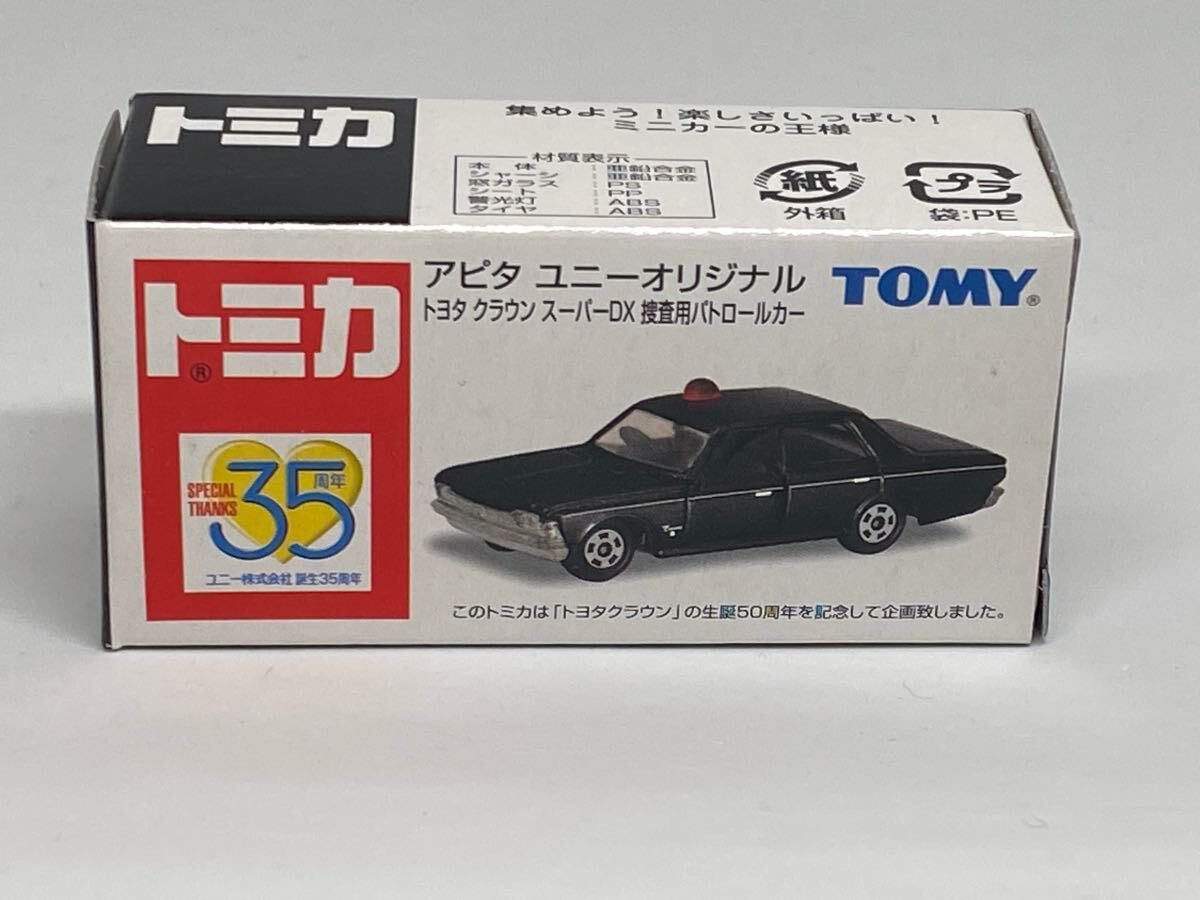 トミカ
集めよう！楽しさいっぱい！
ミニカーの王様
材質表示
本体：亜鉛合金
シャーシ：亜鉛合金
窓ガラス：PS
シート：PP
警光灯：ABS
タイヤ：ABS
紙
外箱
プラ
袋:PE
トミカ®
アピタ ユニーオリジナル
トヨタ クラウン スーパーDX 捜査用パトロールカー
TOMY®
SPECIAL THANKS
35周年
ユニー株式会社 誕生35周年
このトミカは「トヨタクラウン」の生誕50周年を記念して企画致しました。